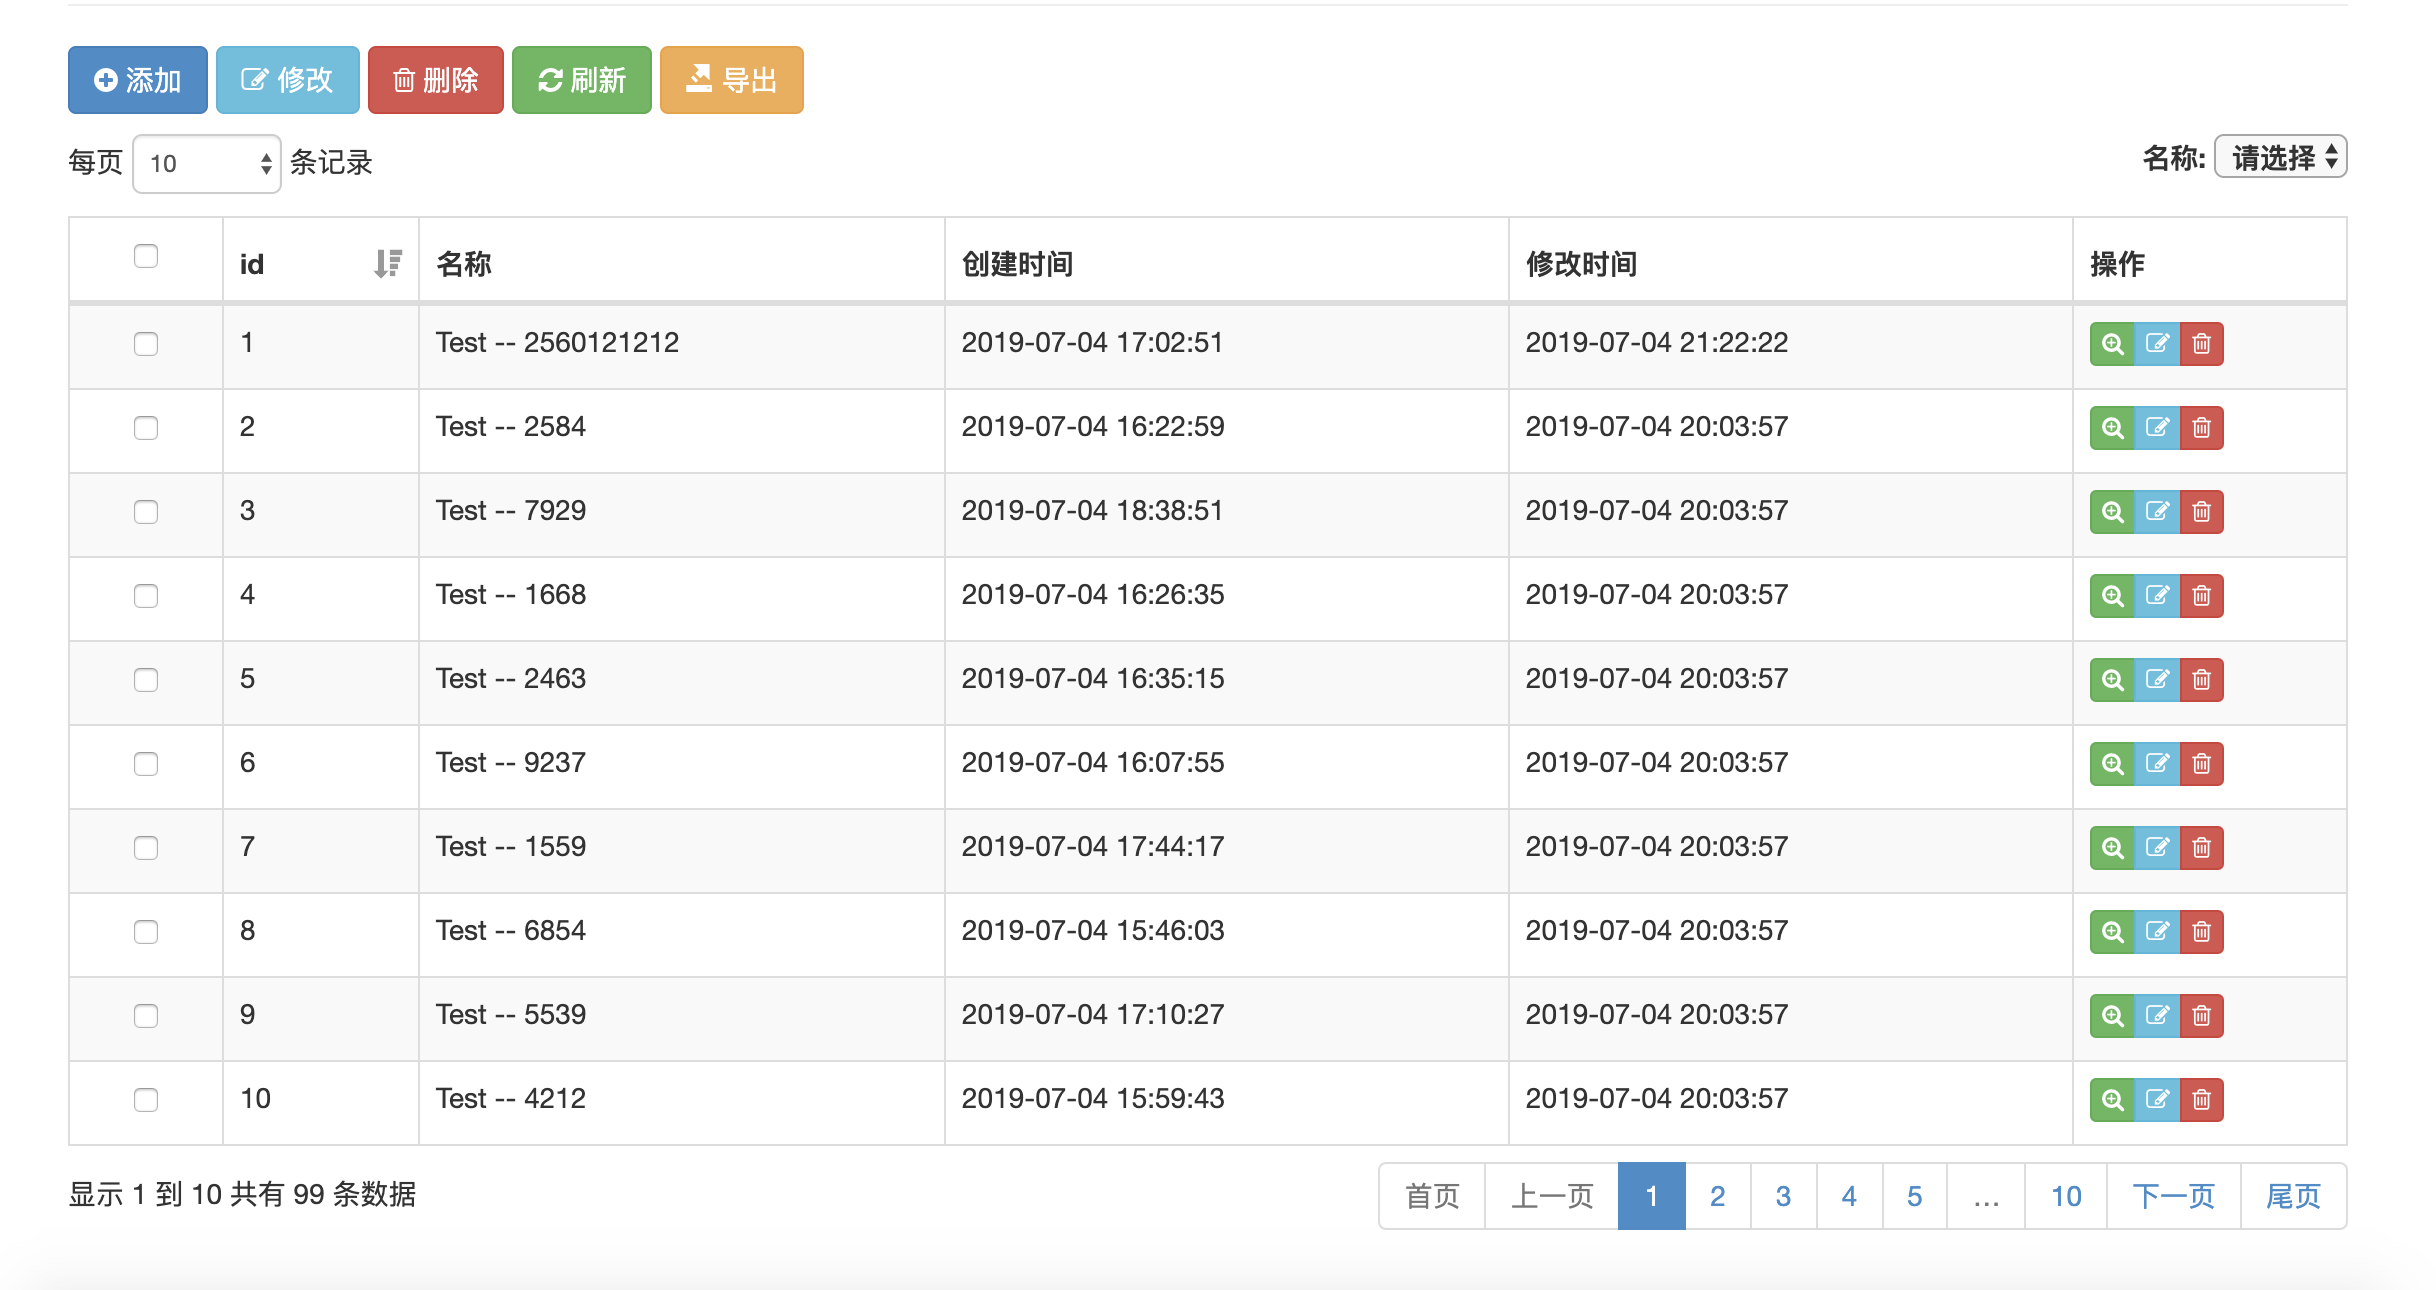 添加 修改 删除 刷新 导出
每页 10 条记录 名称: 请选择
id 名称 创建时间 修改时间 操作
1 Test -- 2560121212 2019-07-04 17:02:51 2019-07-04 21:22:22
2 Test -- 2584 2019-07-04 16:22:59 2019-07-04 20:03:57
3 Test -- 7929 2019-07-04 18:38:51 2019-07-04 20:03:57
4 Test -- 1668 2019-07-04 16:26:35 2019-07-04 20:03:57
5 Test -- 2463 2019-07-04 16:35:15 2019-07-04 20:03:57
6 Test -- 9237 2019-07-04 16:07:55 2019-07-04 20:03:57
7 Test -- 1559 2019-07-04 17:44:17 2019-07-04 20:03:57
8 Test -- 6854 2019-07-04 15:46:03 2019-07-04 20:03:57
9 Test -- 5539 2019-07-04 17:10:27 2019-07-04 20:03:57
10 Test -- 4212 2019-07-04 15:59:43 2019-07-04 20:03:57
显示 1 到 10 共有 99 条数据 首页 上一页 1 2 3 4 5 … 10 下一页 尾页